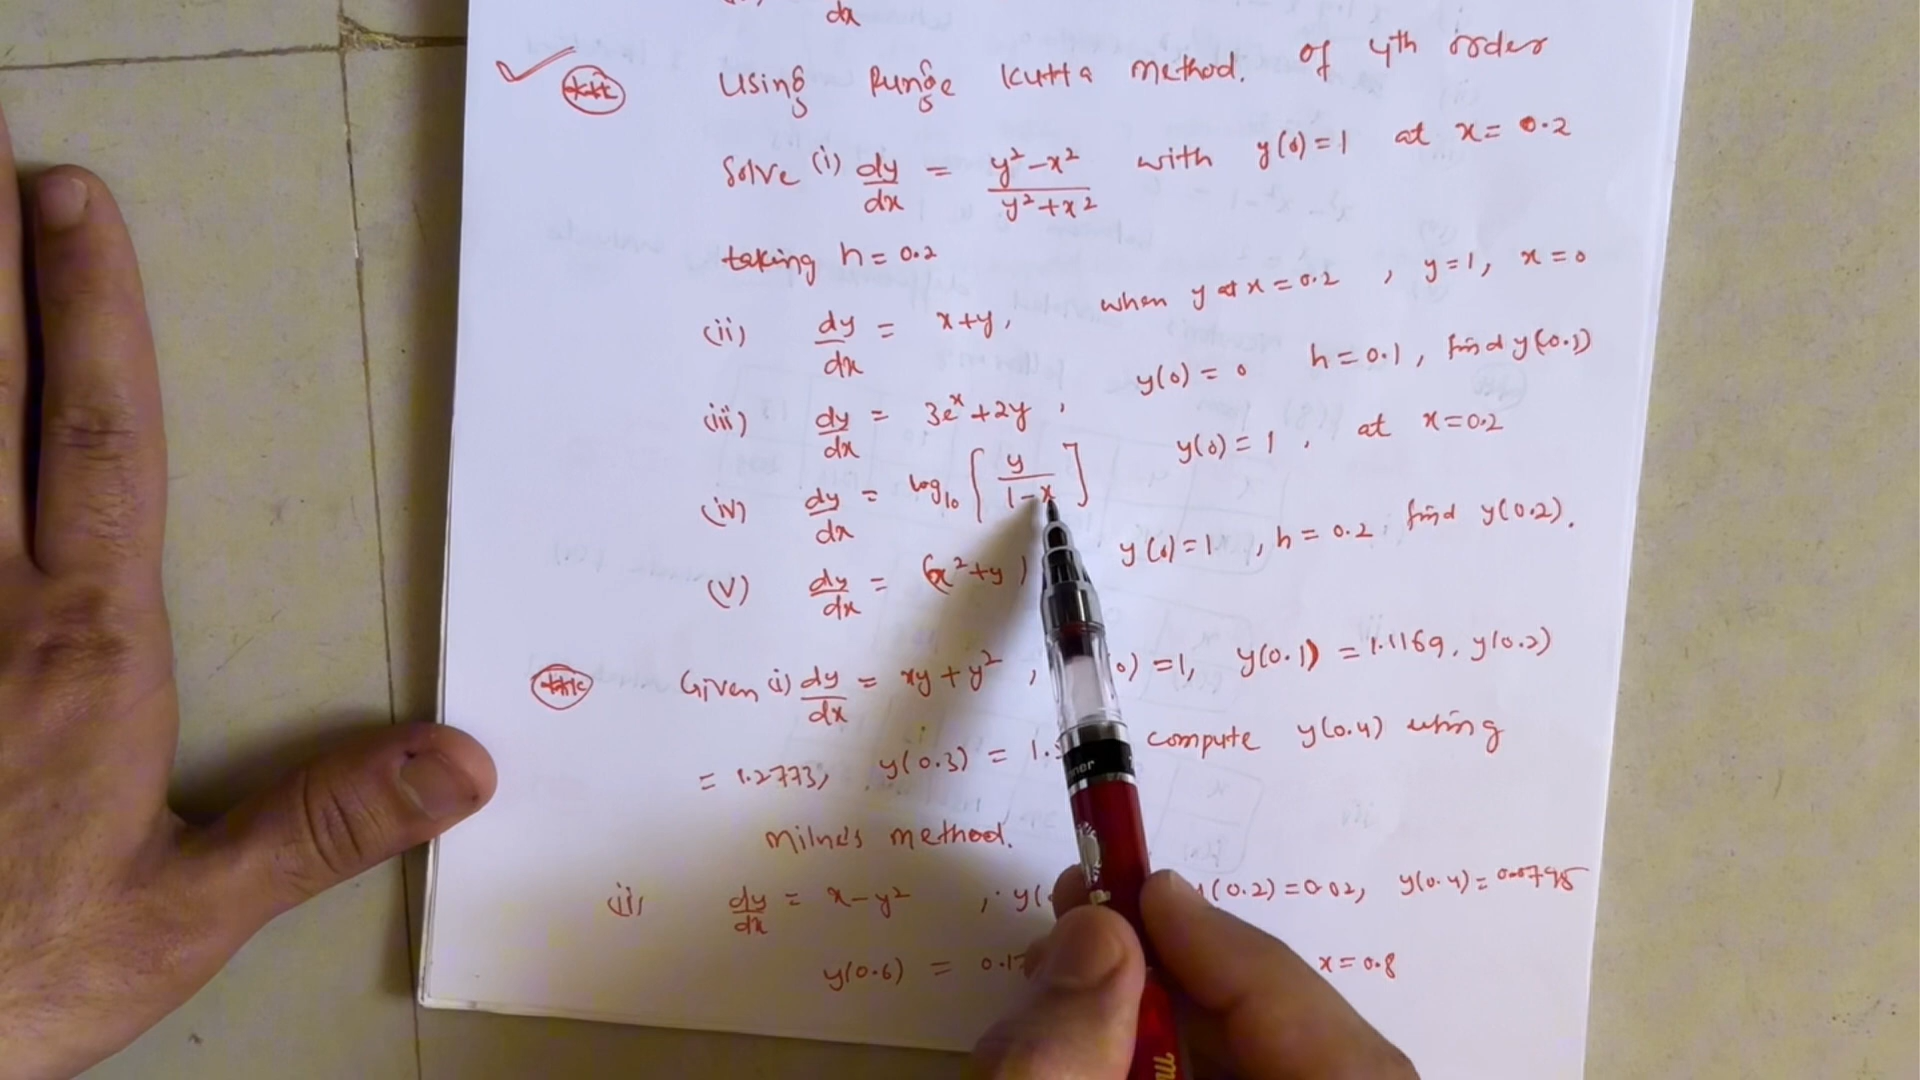 dx
Using Runge Kutta Method. of 4th order
Solve (i) dy/dx = y²-x²/y²+x² with y(0)=1 at x= 0.2
taking h=0.2
(ii) dy/dx = x+y, when y at x=0.2 , y=1, x=0
(iii) dy/dx = 3eˣ+2y , y(0)=0 h=0.1, find y(0.1)
(iv) dy/dx = log₁₀[y/1-x] y(0)=1 . at x=0.2
(v) dy/dx = (x²+y) y(0)=1 , h=0.2, find y(0.2).
Given (i) dy/dx = xy+y² , 0) =1, y(0.1) =1.1169, y(0.2)
= 1.2773, y(0.3) = 1. compute y(0.4) using
Milne's method.
(ii) dy/dx = x-y² , y( (0.2)=0.02, y(0.4)=
y(0.6) = 0.17 x=0.8